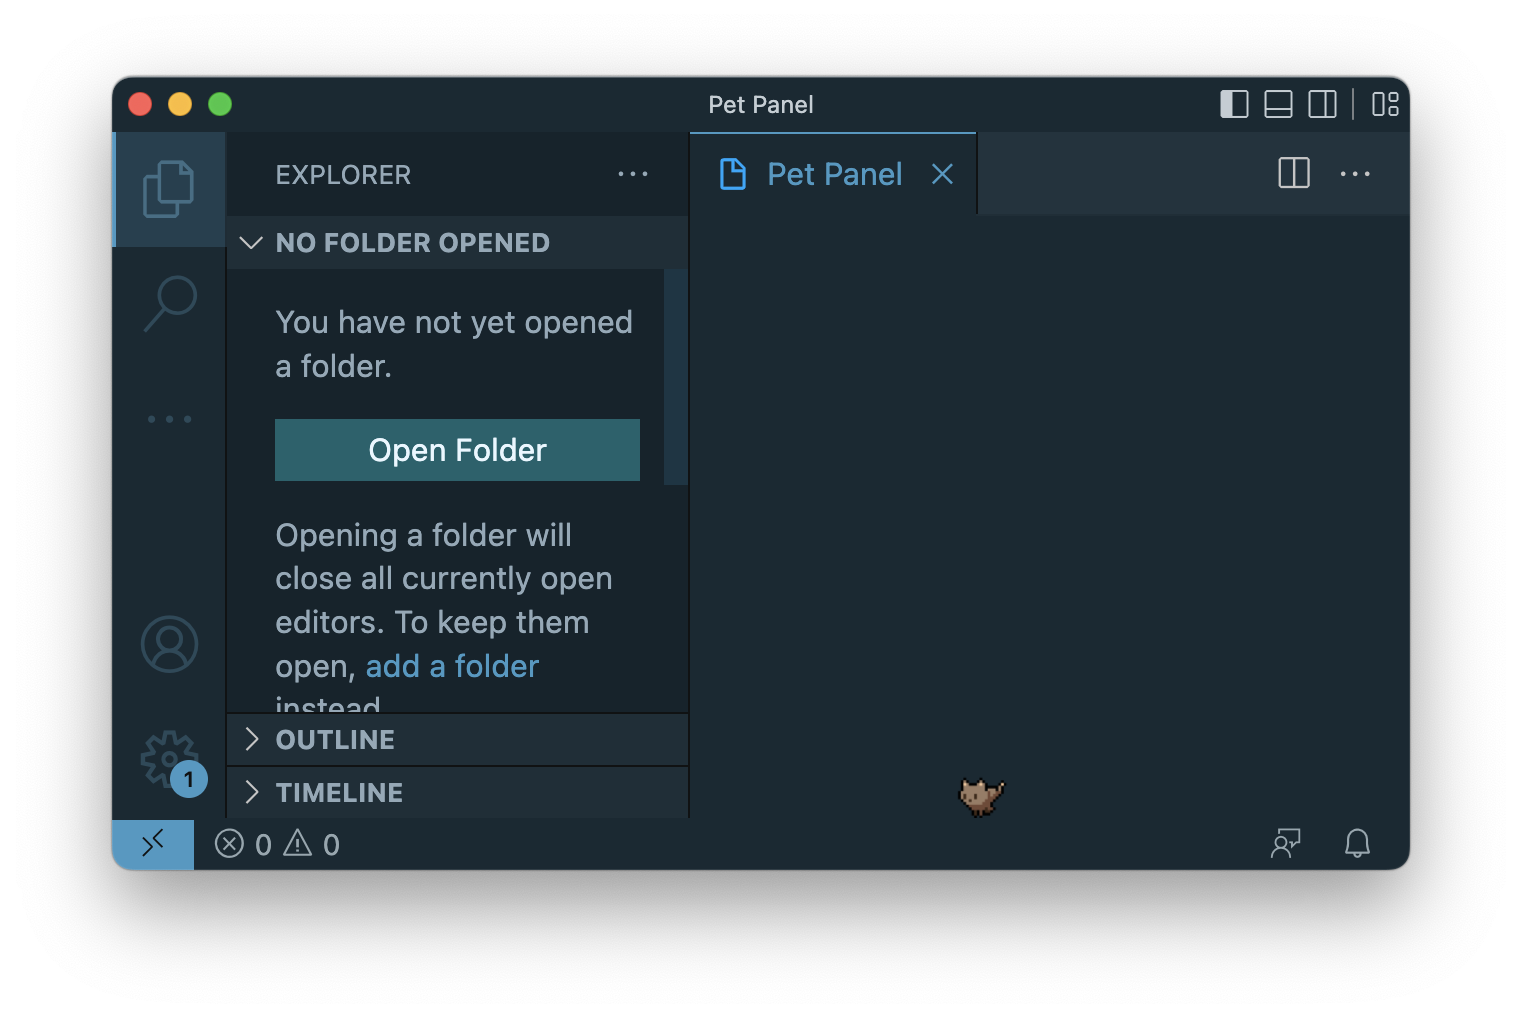 Pet Panel
EXPLORER
Pet Panel
NO FOLDER OPENED
You have not yet opened
a folder.
Open Folder
Opening a folder will
close all currently open
editors. To keep them
open, add a folder
instead
OUTLINE
1
TIMELINE
0 0